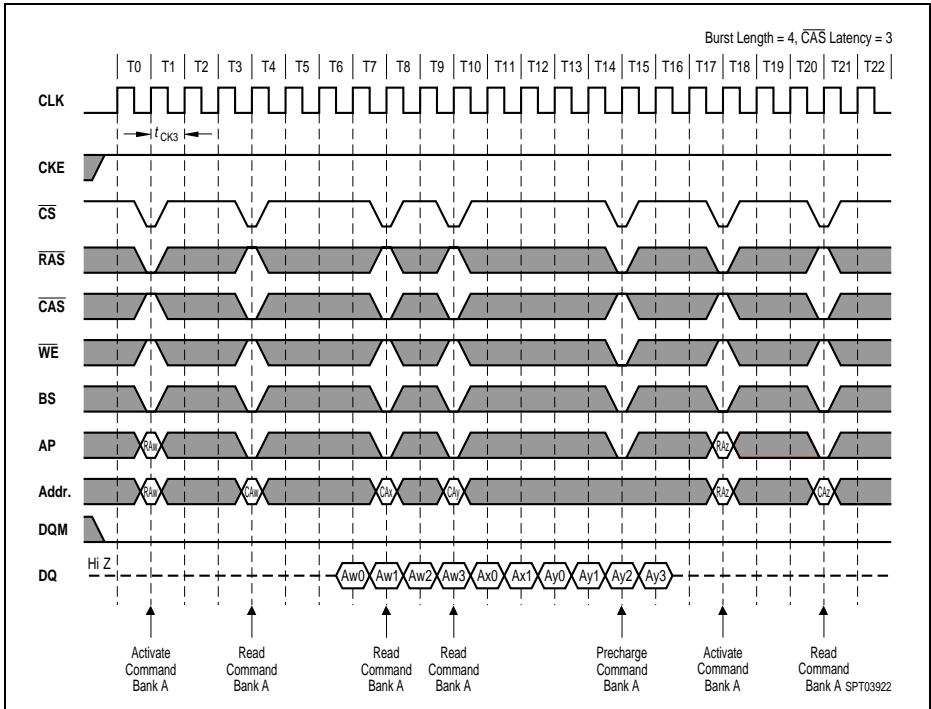 Burst Length = 4, CAS Latency = 3
T0 T1 T2 T3 T4 T5 T6 T7 T8 T9 T10 T11 T12 T13 T14 T15 T16 T17 T18 T19 T20 T21 T22
CLK
t CK3
CKE
CS
RAS
CAS
WE
BS
AP RAw RAz
Addr. RAw CAw CAx CAy RAz CAz
DQM
Hi Z
DQ Aw0 Aw1 Aw2 Aw3 Ax0 Ax1 Ay0 Ay1 Ay2 Ay3
Activate Read Read Read Precharge Activate Read
Command Command Command Command Command Command Command
Bank A Bank A Bank A Bank A Bank A Bank A Bank A SPT03922